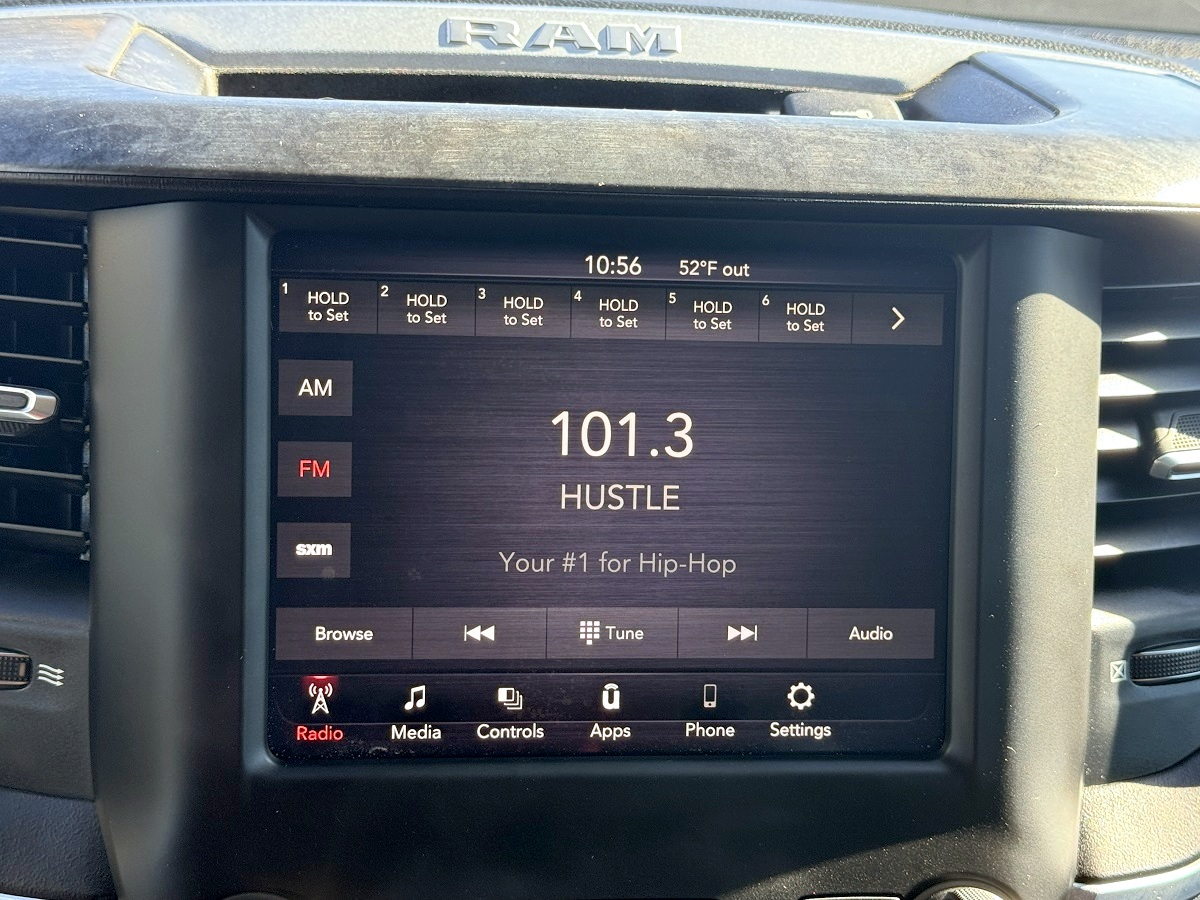 RAM
10:56 52°F out
1 HOLD to Set
2 HOLD to Set
3 HOLD to Set
4 HOLD to Set
5 HOLD to Set
6 HOLD to Set
AM
FM
sxm
101.3
HUSTLE
Your #1 for Hip-Hop
Browse
Tune
Audio
Radio
Media
Controls
Apps
Phone
Settings